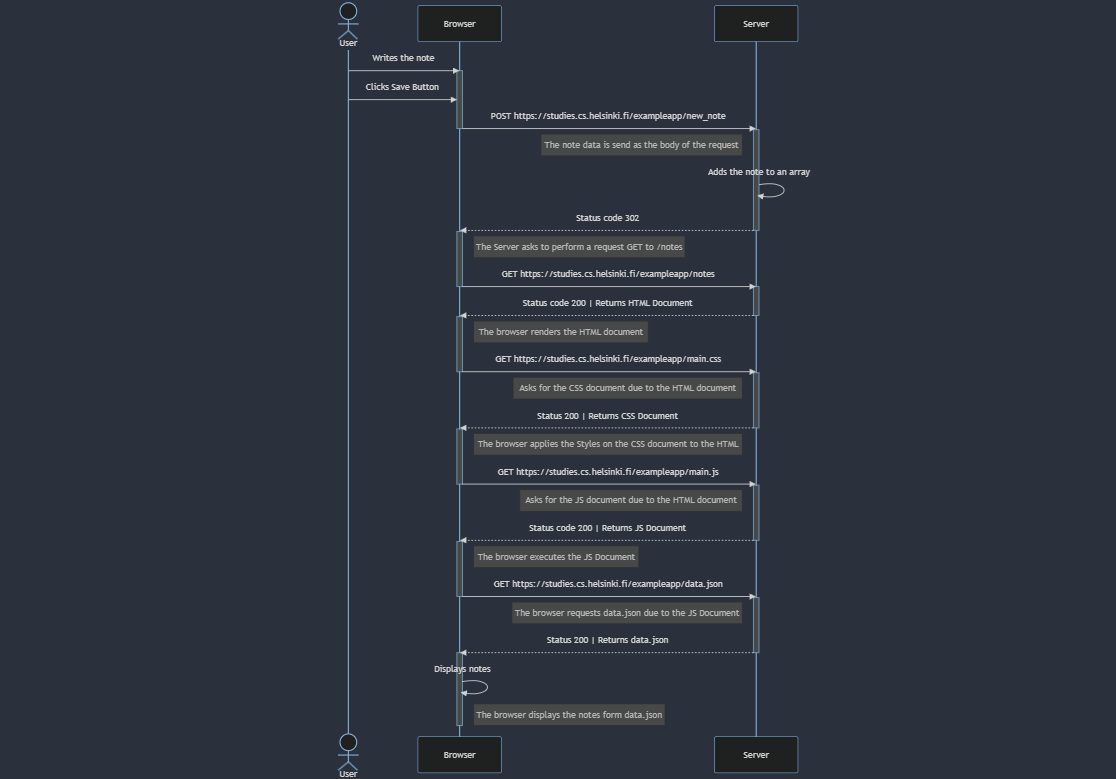 User
Browser
Server
Writes the note
Clicks Save Button
POST https://studies.cs.helsinki.fi/exampleapp/new_note
The note data is send as the body of the request
Adds the note to an array
Status code 302
The Server asks to perform a request GET to /notes
GET https://studies.cs.helsinki.fi/exampleapp/notes
Status code 200 | Returns HTML Document
The browser renders the HTML document
GET https://studies.cs.helsinki.fi/exampleapp/main.css
Asks for the CSS document due to the HTML document
Status 200 | Returns CSS Document
The browser applies the Styles on the CSS document to the HTML
GET https://studies.cs.helsinki.fi/exampleapp/main.js
Asks for the JS document due to the HTML document
Status code 200 | Returns JS Document
The browser executes the JS Document
GET https://studies.cs.helsinki.fi/exampleapp/data.json
The browser requests data.json due to the JS Document
Status 200 | Returns data.json
Displays notes
The browser displays the notes form data.json
User
Browser
Server